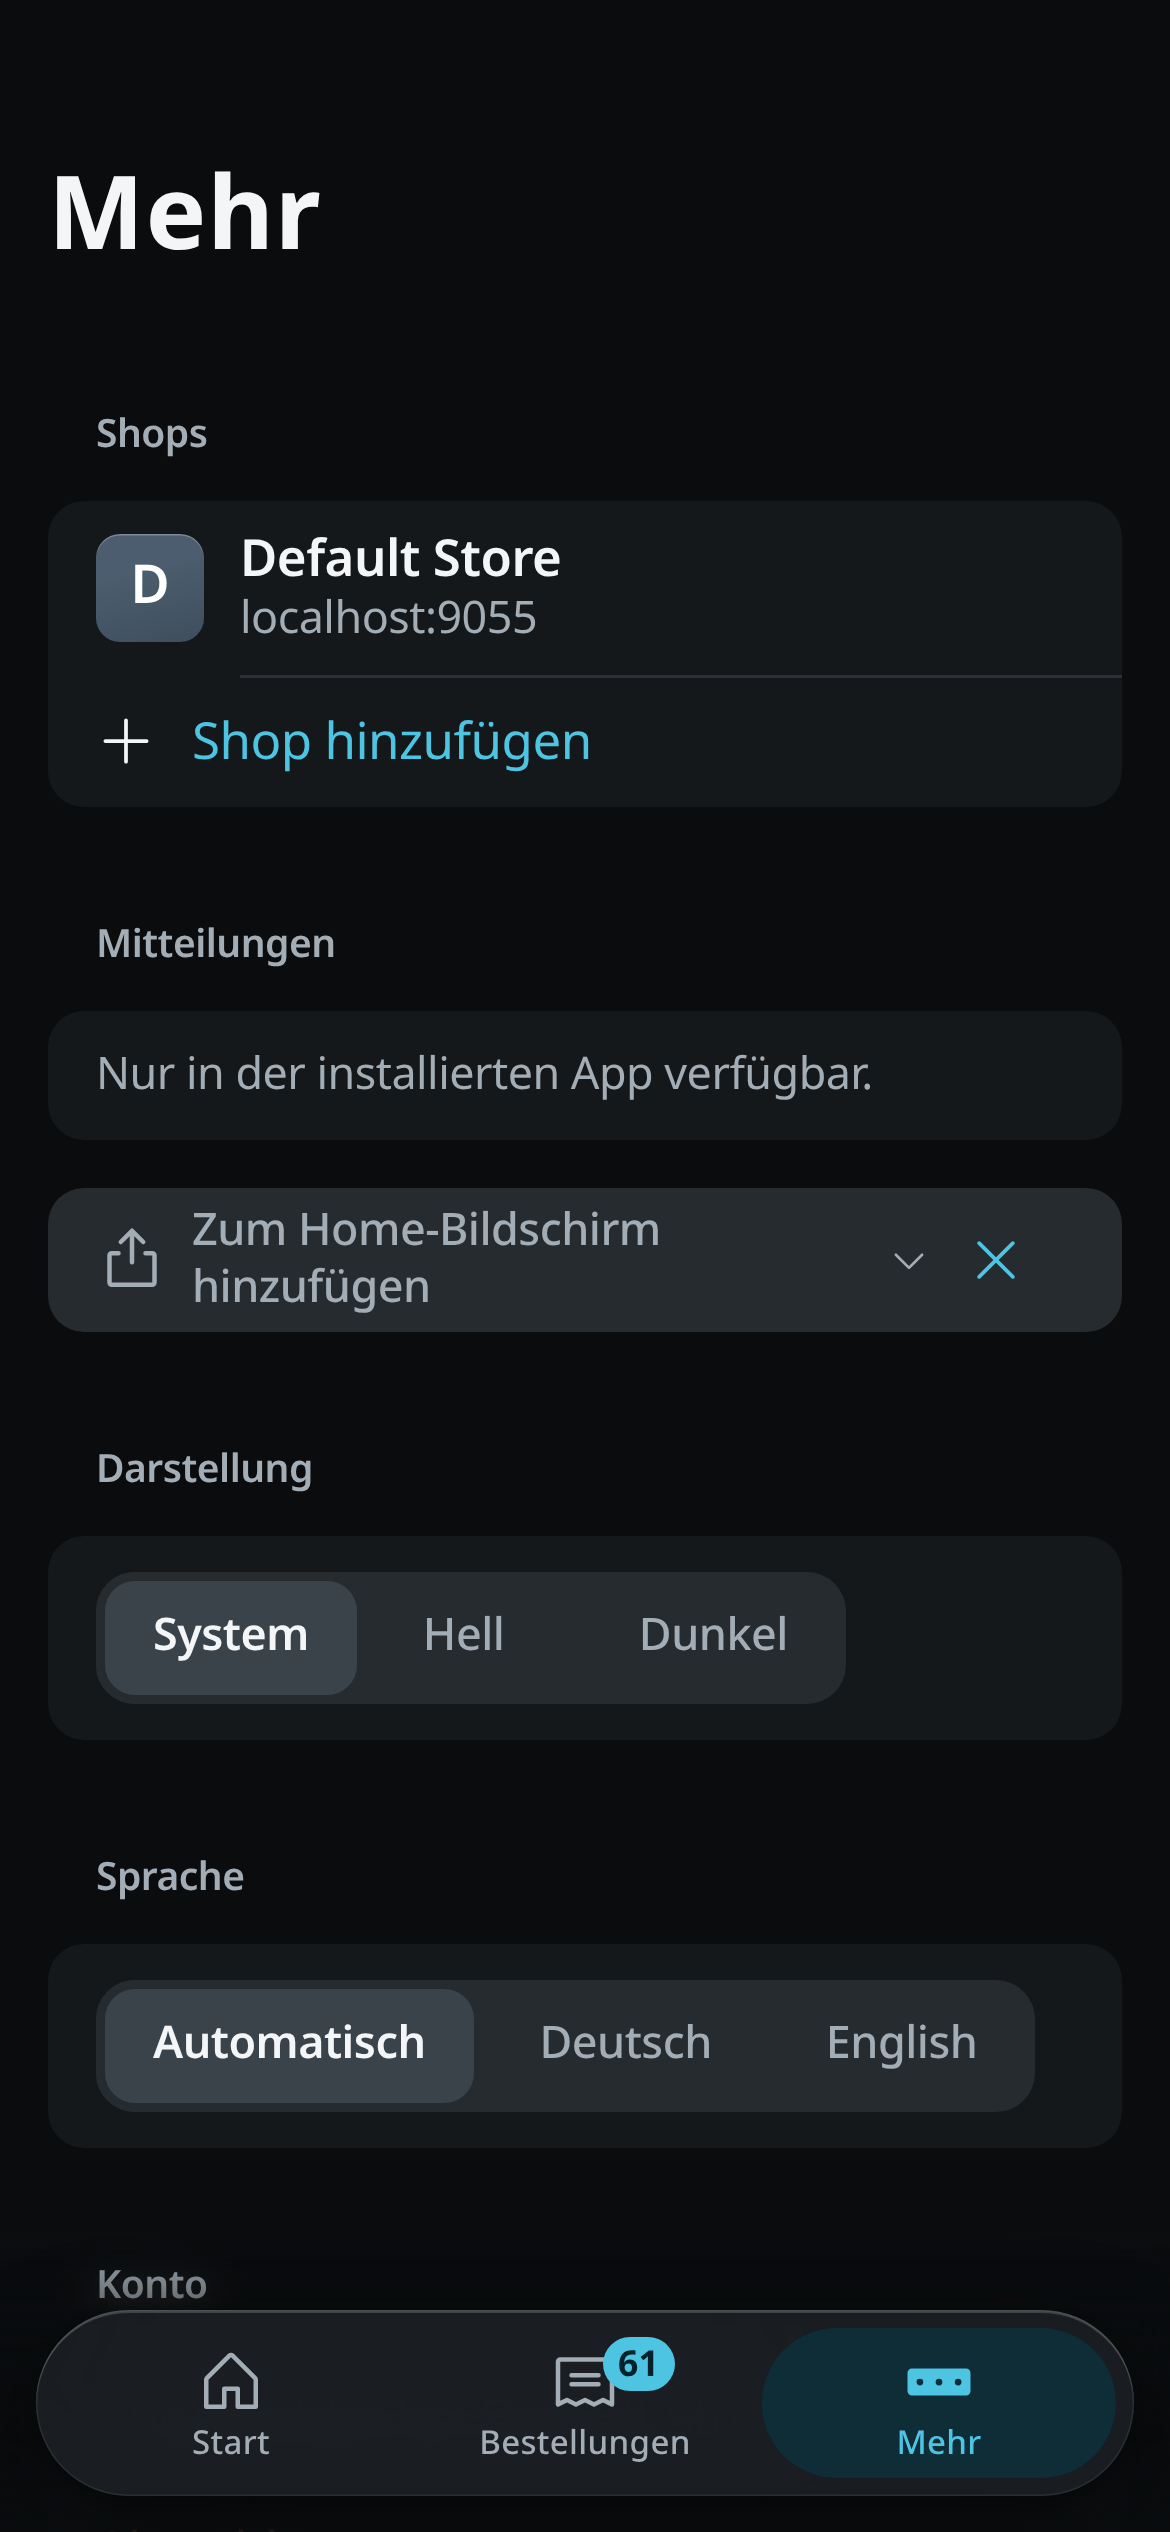 Mehr
Shops
D
Default Store
localhost:9055
Shop hinzufügen
Mitteilungen
Nur in der installierten App verfügbar.
Zum Home-Bildschirm
hinzufügen
Darstellung
System Hell Dunkel
Sprache
Automatisch Deutsch English
Konto
61
Start Bestellungen Mehr